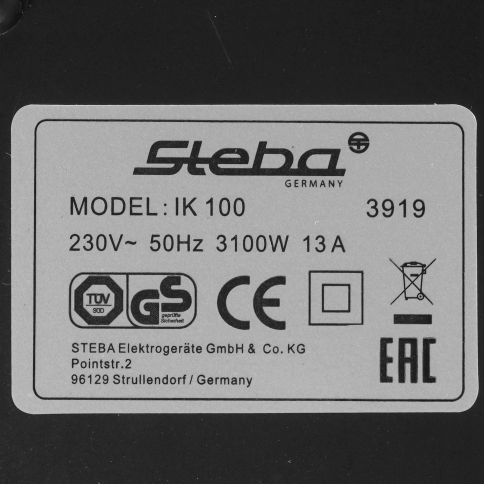 Steba
GERMANY
MODEL: IK 100 3919
230V~ 50Hz 3100W 13A
TÜV
SÜD
GS
geprüfte
Sicherheit
CE
STEBA Elektrogeräte GmbH & Co. KG
Pointstr.2
96129 Strullendorf / Germany
EAC